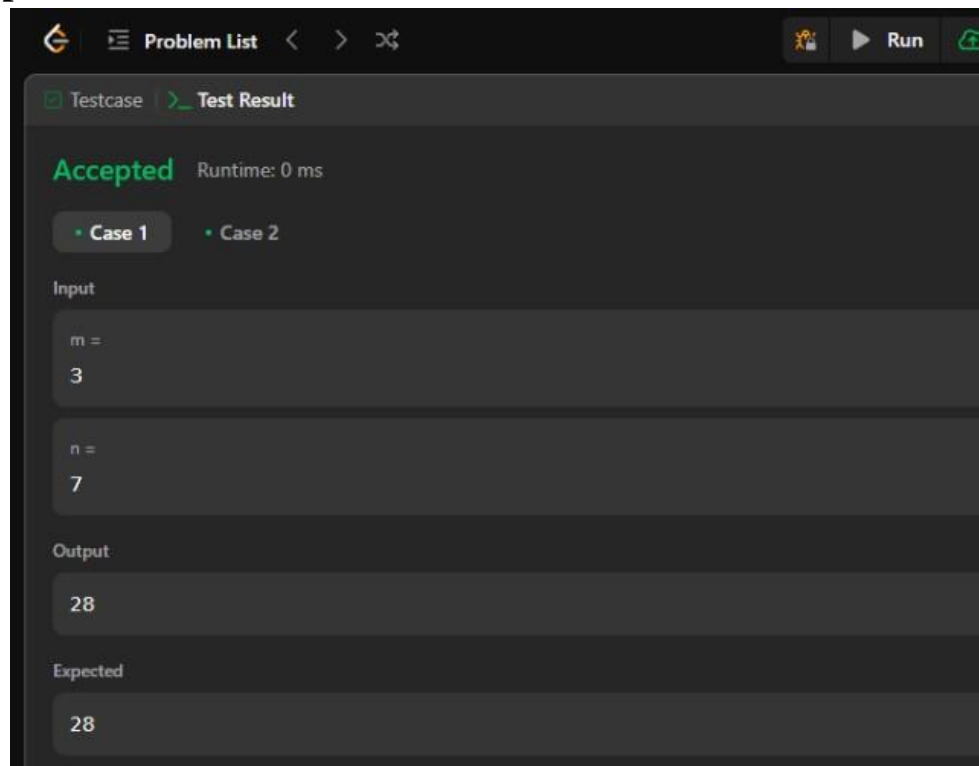 Problem List
Run
Testcase
Test Result
Accepted Runtime: 0 ms
Case 1
Case 2
Input
m =
3
n =
7
Output
28
Expected
28